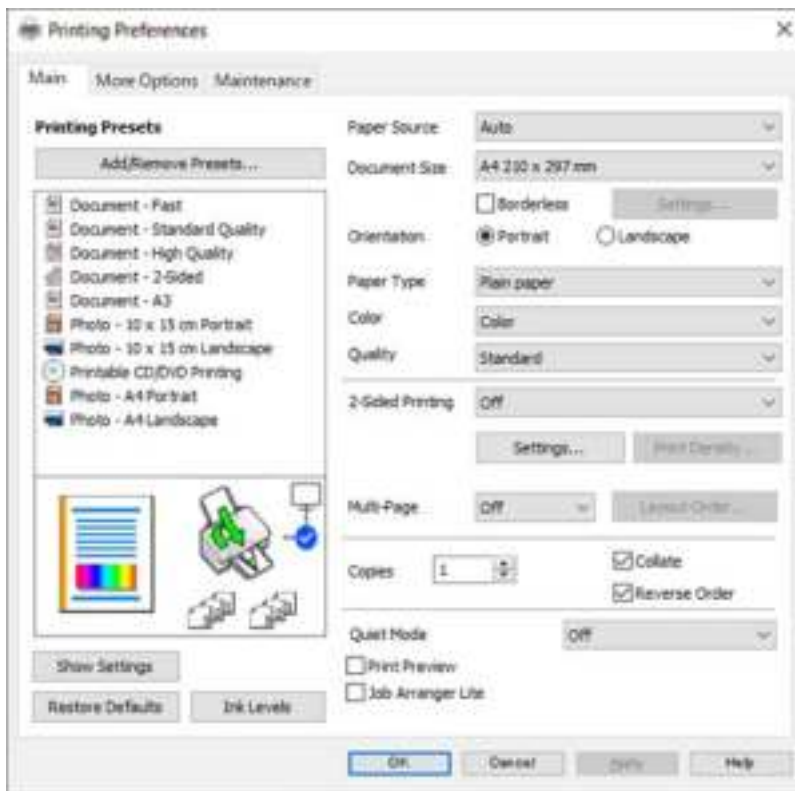 Printing Preferences
Main More Options Maintenance
Printing Presets
Add/Remove Presets...
Document - Fast
Document - Standard Quality
Document - High Quality
Document - 2-Sided
Document - A3
Photo - 10 x 15 cm Portrait
Photo - 10 x 15 cm Landscape
Printable CD/DVD Printing
Photo - A4 Portrait
Photo - A4 Landscape
Show Settings
Restore Defaults Ink Levels
Paper Source Auto
Document Size A4 210 x 297 mm
Borderless Settings...
Orientation Portrait Landscape
Paper Type Plain paper
Color Color
Quality Standard
2-Sided Printing Off
Settings... Print Density...
Multi-Page Off Layout Order...
Copies 1 Collate
Reverse Order
Quiet Mode Off
Print Preview
Job Arranger Lite
OK Cancel Apply Help